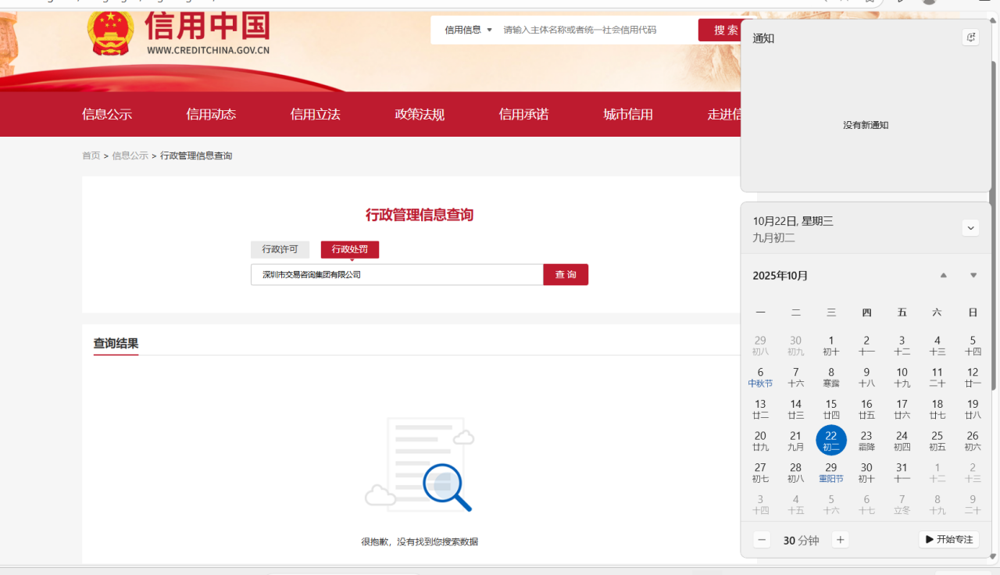 信用中国
WWW.CREDITCHINA.GOV.CN
信用信息 请输入主体名称或者统一社会信用代码 搜索
信息公示 信用动态 信用立法 政策法规 信用承诺 城市信用 走进信
首页 > 信息公示 > 行政管理信息查询
行政管理信息查询
行政许可 行政处罚
深圳市交易咨询集团有限公司 查询
查询结果
很抱歉，没有找到您搜索数据
通知
没有新通知
10月22日, 星期三
九月初二
2025年10月
一 二 三 四 五 六 日
29 30 1 2 3 4 5
初八 初九 初十 十一 十二 十三 十四
6 7 8 9 10 11 12
中秋节 十六 寒露 十八 十九 二十 廿一
13 14 15 16 17 18 19
廿二 廿三 廿四 廿五 廿六 廿七 廿八
20 21 22 23 24 25 26
廿九 九月 初二 霜降 初四 初五 初六
27 28 29 30 31 1 2
初七 初八 重阳节 初十 十一 十二 十三
3 4 5 6 7 8 9
十四 十五 十六 十七 立冬 十九 二十
30 分钟 开始专注